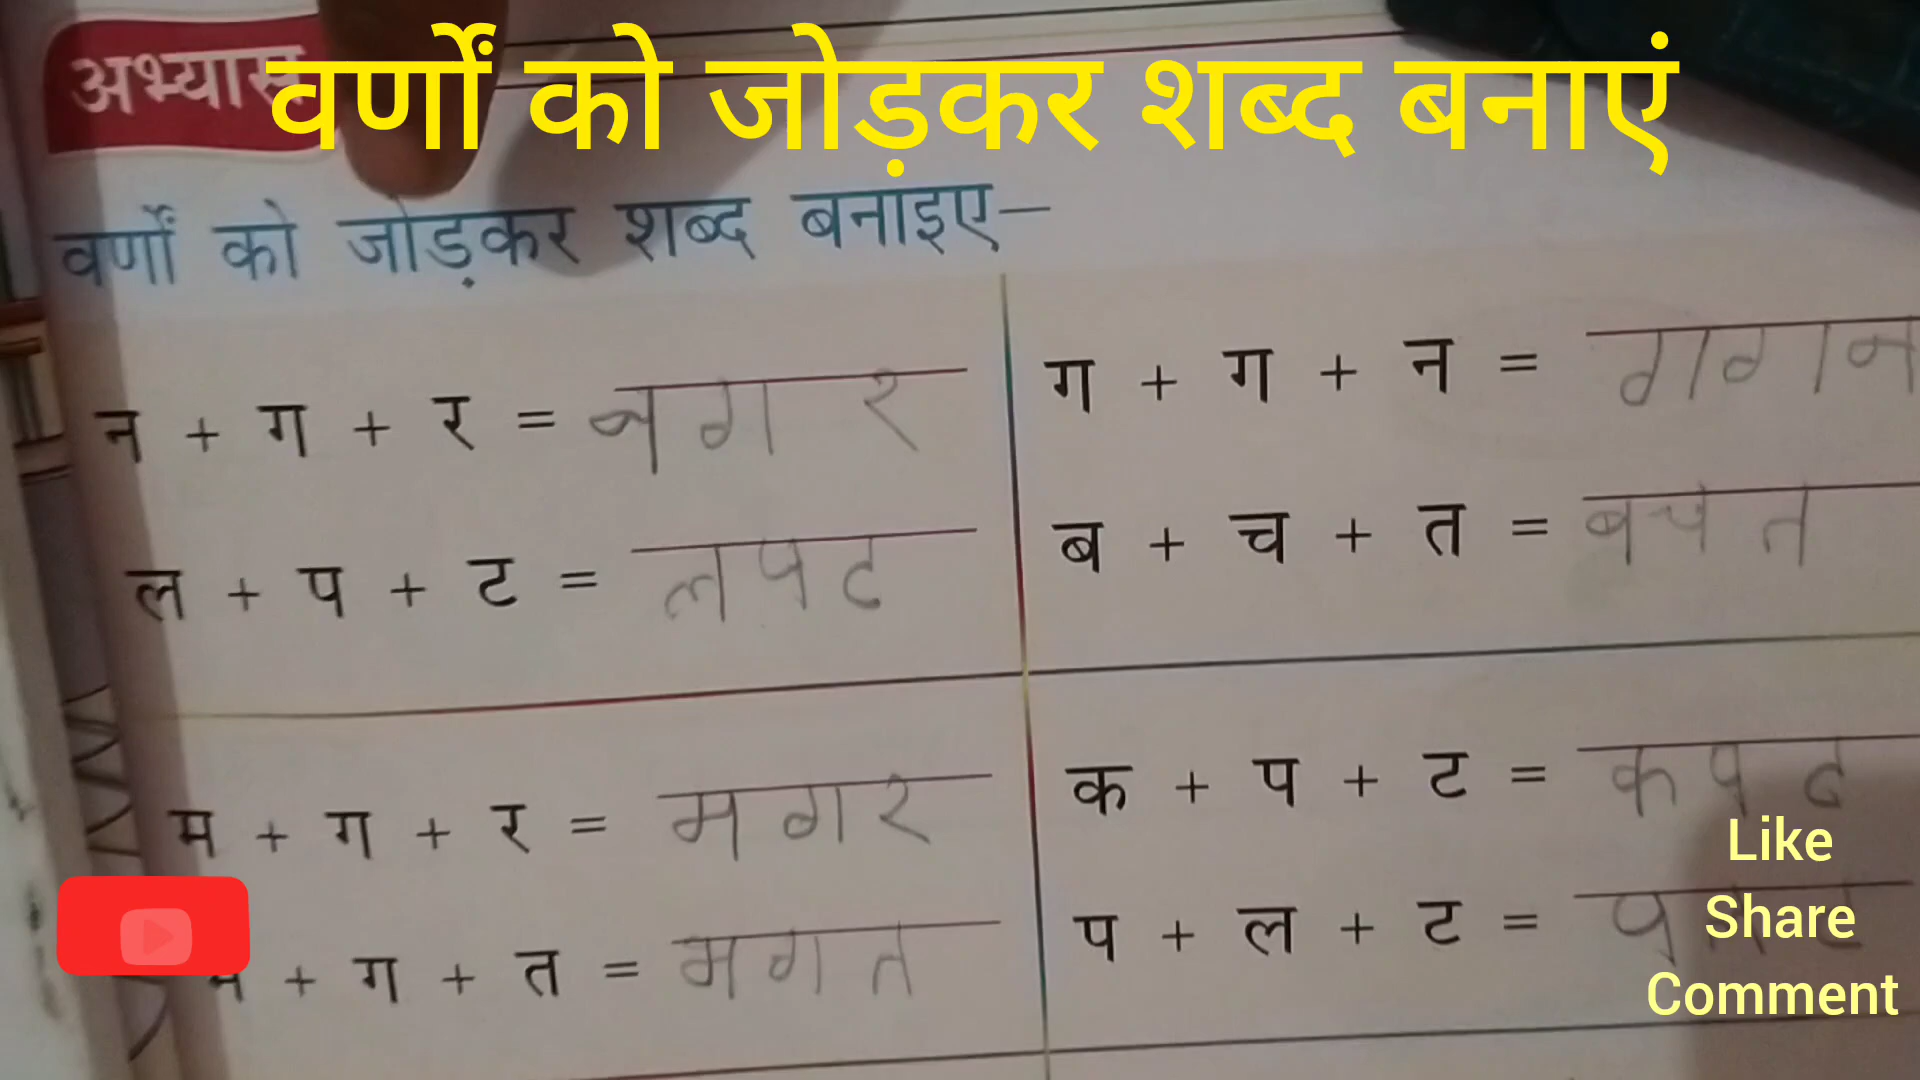 अभ्यास
वर्णों को जोड़कर शब्द बनाएं
वर्णों को जोड़कर शब्द बनाइए–
न + ग + र = नगर
ल + प + ट = लपट
ग + ग + न = गगन
ब + च + त = बचत
म + ग + र = मगर
+ ग + त = मगत
क + प + ट = कपट
प + ल + ट =
Like
Share
Comment